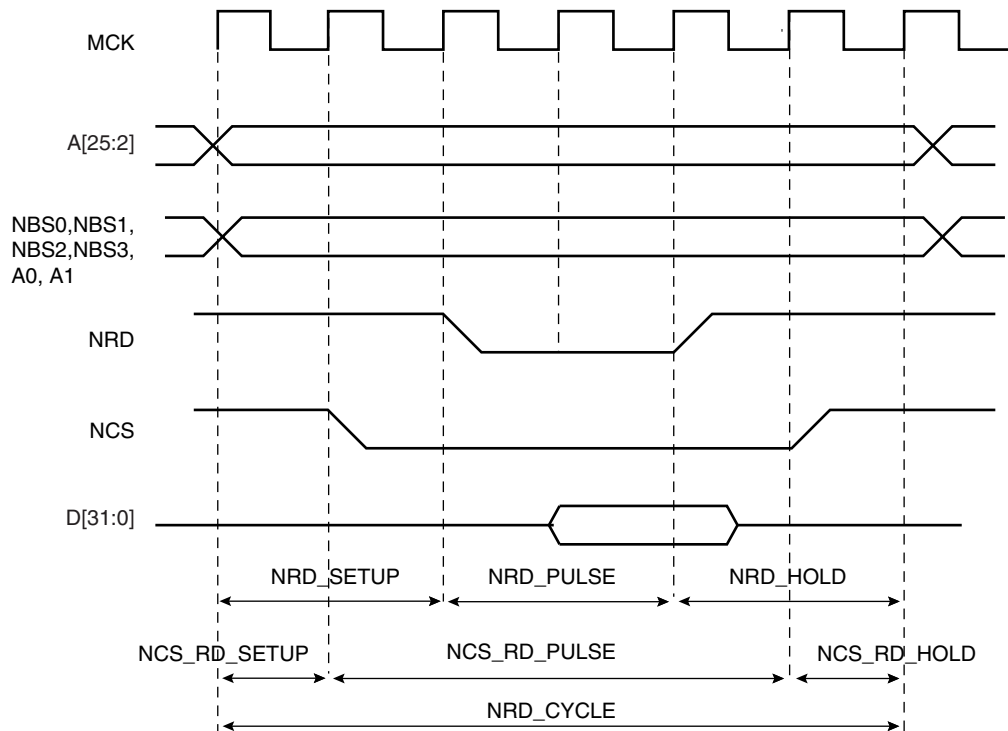 MCK
A[25:2]
NBS0,NBS1,
NBS2,NBS3,
A0, A1
NRD
NCS
D[31:0]
NRD_SETUP
NRD_PULSE
NRD_HOLD
NCS_RD_SETUP
NCS_RD_PULSE
NCS_RD_HOLD
NRD_CYCLE